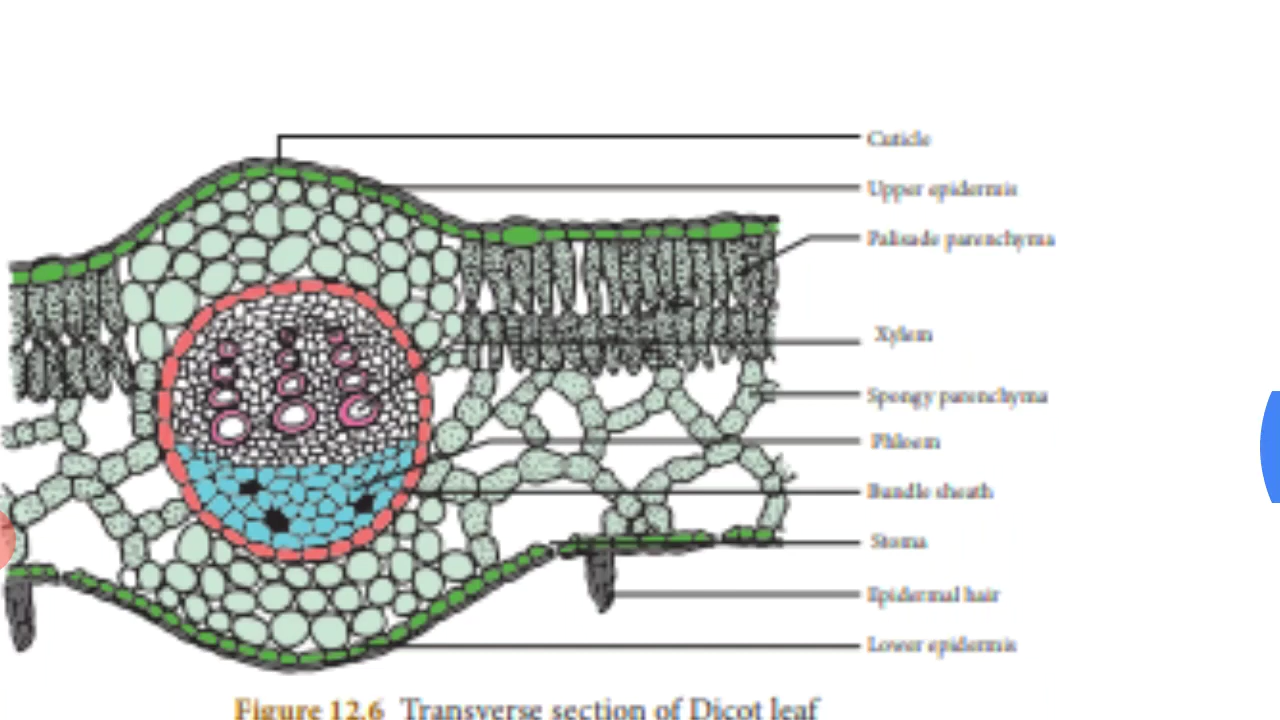 Cuticle
Upper epidermis
Palisade parenchyma
Xylem
Spongy parenchyma
Phloem
Bundle sheath
Stoma
Epidermal hair
Lower epidermis
Figure 12.6 Transverse section of Dicot leaf